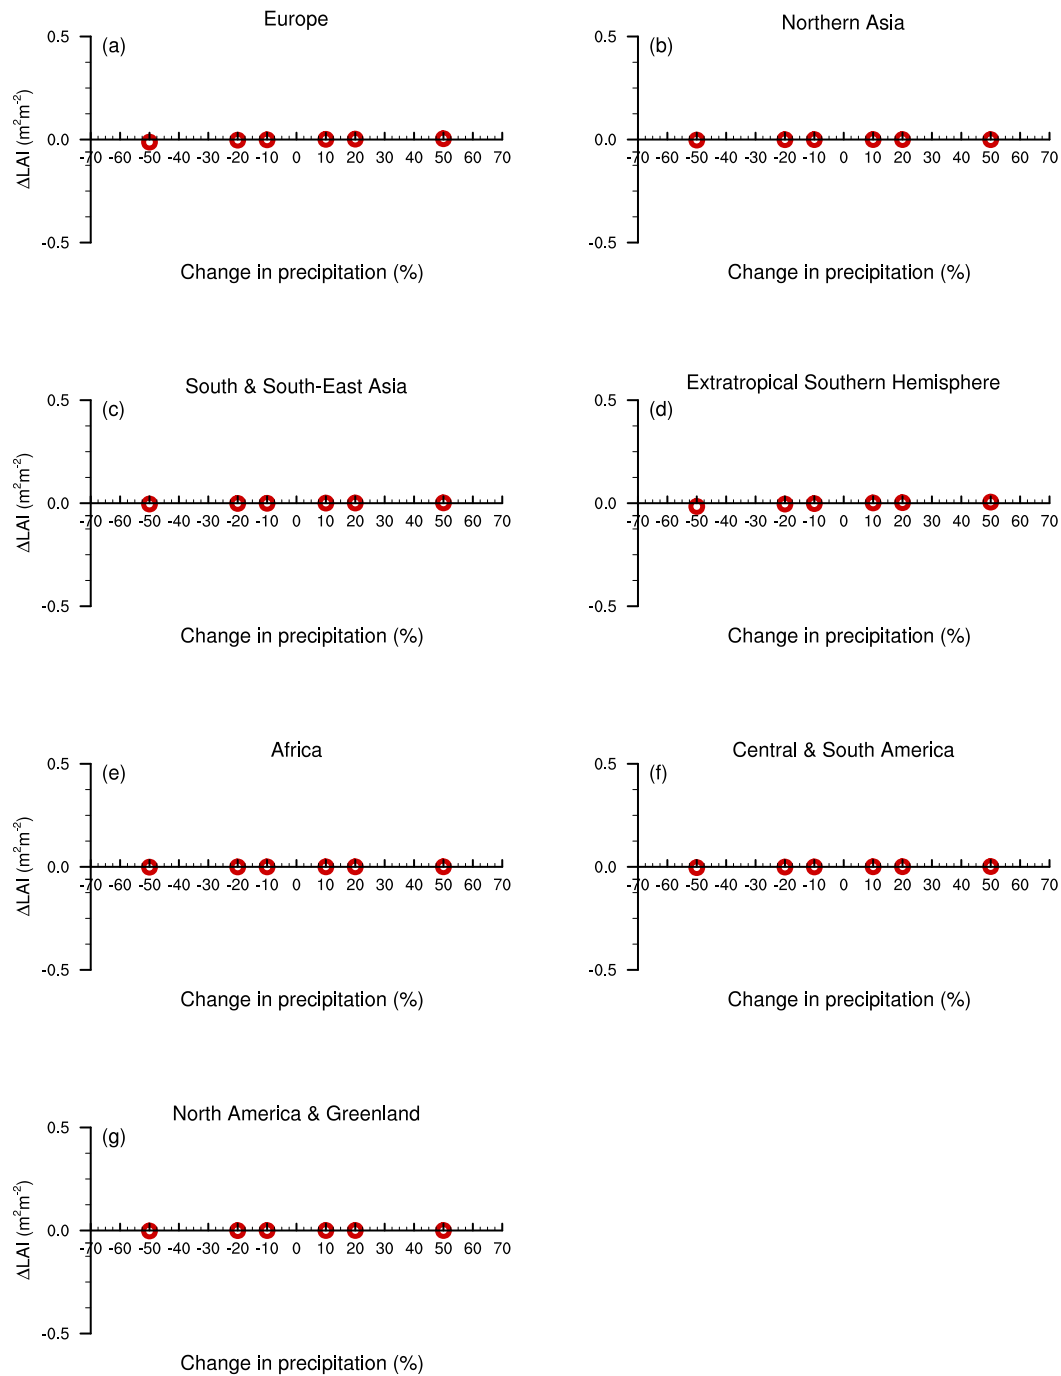 Europe
(a)
0.5
0.0
-0.5
ΔLAI (m²m⁻²)
-70 -60 -50 -40 -30 -20 -10 0 10 20 30 40 50 60 70
Change in precipitation (%)
Northern Asia
(b)
0.5
0.0
-0.5
-70 -60 -50 -40 -30 -20 -10 0 10 20 30 40 50 60 70
Change in precipitation (%)
South & South-East Asia
(c)
0.5
0.0
-0.5
ΔLAI (m²m⁻²)
-70 -60 -50 -40 -30 -20 -10 0 10 20 30 40 50 60 70
Change in precipitation (%)
Extratropical Southern Hemisphere
(d)
0.5
0.0
-0.5
-70 -60 -50 -40 -30 -20 -10 0 10 20 30 40 50 60 70
Change in precipitation (%)
Africa
(e)
0.5
0.0
-0.5
ΔLAI (m²m⁻²)
-70 -60 -50 -40 -30 -20 -10 0 10 20 30 40 50 60 70
Change in precipitation (%)
Central & South America
(f)
0.5
0.0
-0.5
-70 -60 -50 -40 -30 -20 -10 0 10 20 30 40 50 60 70
Change in precipitation (%)
North America & Greenland
(g)
0.5
0.0
-0.5
ΔLAI (m²m⁻²)
-70 -60 -50 -40 -30 -20 -10 0 10 20 30 40 50 60 70
Change in precipitation (%)